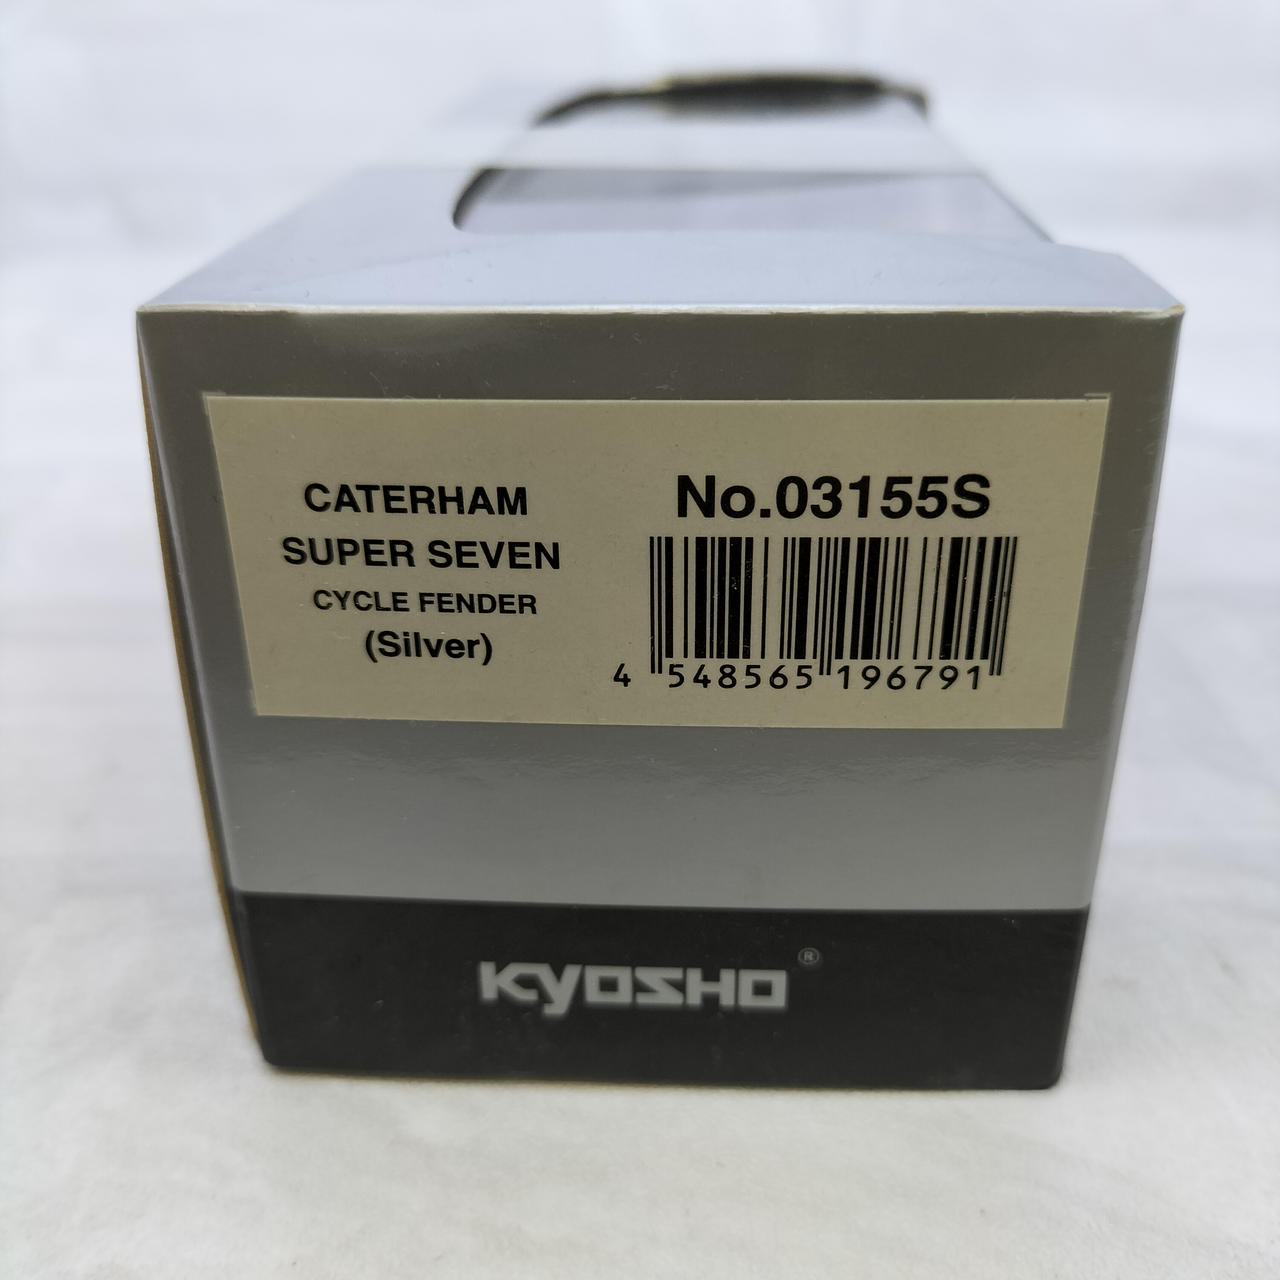 CATERHAM
SUPER SEVEN
CYCLE FENDER
(Silver)
No.03155S
4 548565 196791
KYOSHO ®